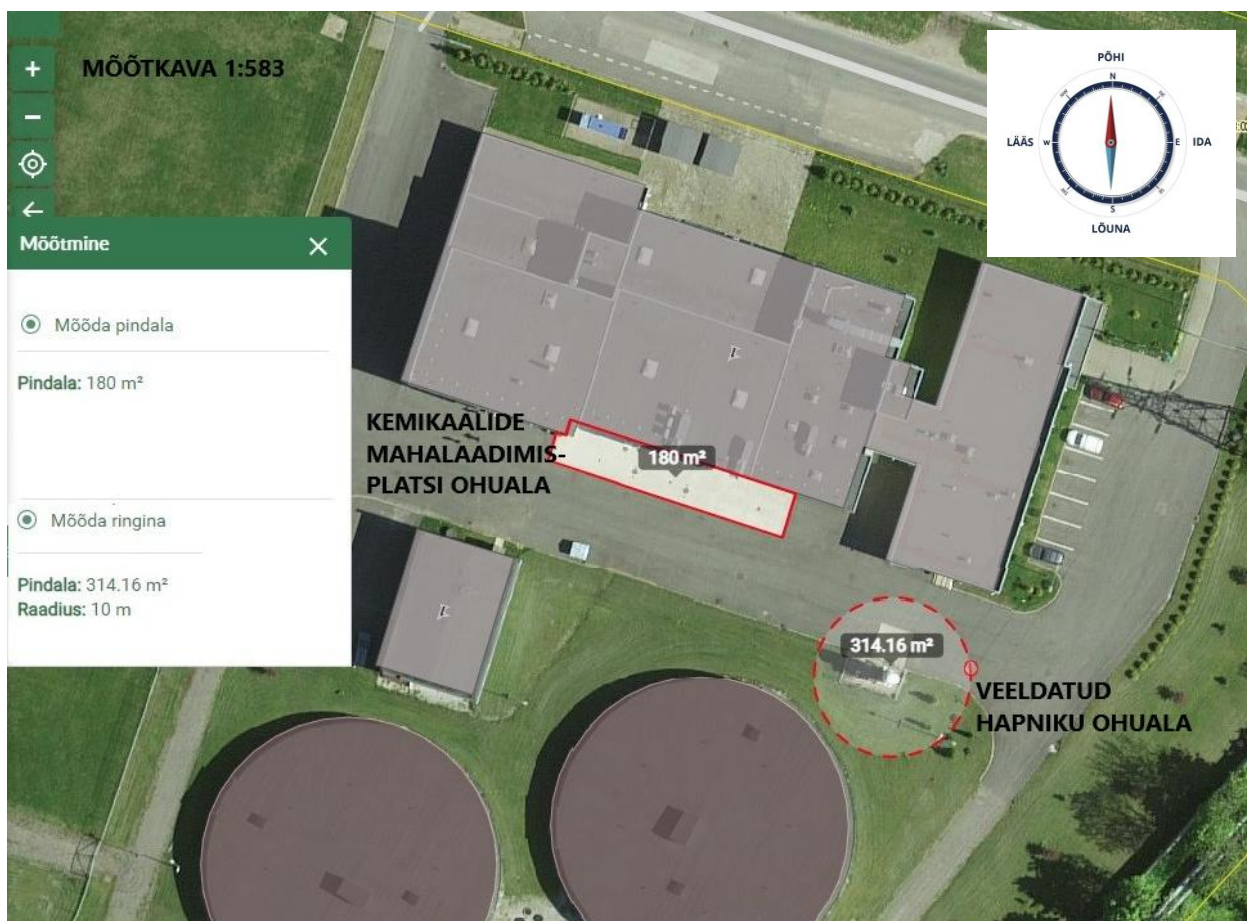 +
MÕÕTKAVA 1:583
−
Mõõtmine
Mõõda pindala
Pindala: 180 m²
Mõõda ringina
Pindala: 314.16 m²
Raadius: 10 m
PÕHI
N
LÄÄS W E IDA
S
LÕUNA
KEMIKAALIDE
MAHALAADIMIS-
PLATSI OHUALA
180 m²
314.16 m²
VEELDATUD
HAPNIKU OHUALA